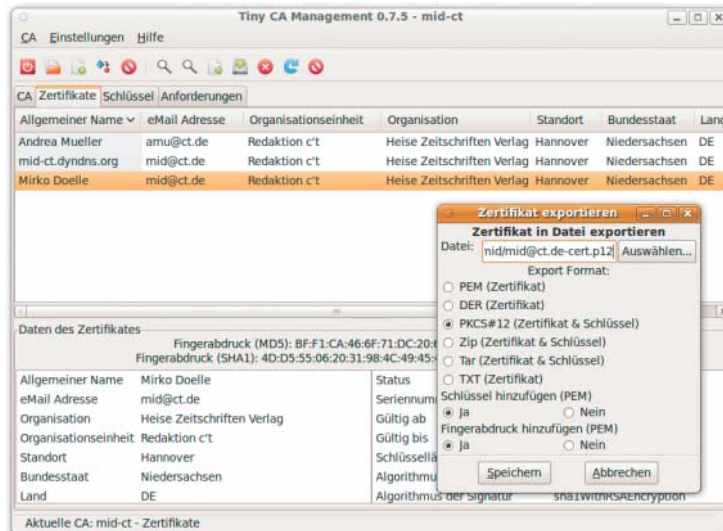 Tiny CA Management 0.7.5 - mid-ct
CA Einstellungen Hilfe
CA Zertifikate Schlüssel Anforderungen
Allgemeiner Name eMail Adresse Organisationseinheit Organisation Standort Bundesstaat Land
Andrea Mueller amu@ct.de Redaktion c't Heise Zeitschriften Verlag Hannover Niedersachsen DE
mid-ct.dyndns.org mid@ct.de Redaktion c't Heise Zeitschriften Verlag Hannover Niedersachsen DE
Mirko Doelle mid@ct.de Redaktion c't Heise Zeitschriften Verlag Hannover Niedersachsen DE
Zertifikat exportieren
Zertifikat in Datei exportieren
Datei: mid/mid@ct.de-cert.p12 Auswählen...
Export Format:
PEM (Zertifikat)
DER (Zertifikat)
PKCS#12 (Zertifikat & Schlüssel)
Zip (Zertifikat & Schlüssel)
Tar (Zertifikat & Schlüssel)
TXT (Zertifikat)
Schlüssel hinzufügen (PEM)
Ja Nein
Fingerabdruck hinzufügen (PEM)
Ja Nein
Speichern Abbrechen
Daten des Zertifikates
Fingerabdruck (MD5): BF:F1:CA:46:6F:71:DC:20:
Fingerabdruck (SHA1): 4D:D5:55:06:20:31:98:4C:49:45:
Allgemeiner Name Mirko Doelle Status
eMail Adresse mid@ct.de
Organisation Heise Zeitschriften Verlag Gültig ab
Organisationseinheit Redaktion c't Gültig bis
Standort Hannover
Bundesstaat Niedersachsen
Land DE Algorithmus der Signatur sha1WithRSAEncryption
Aktuelle CA: mid-ct - Zertifikate